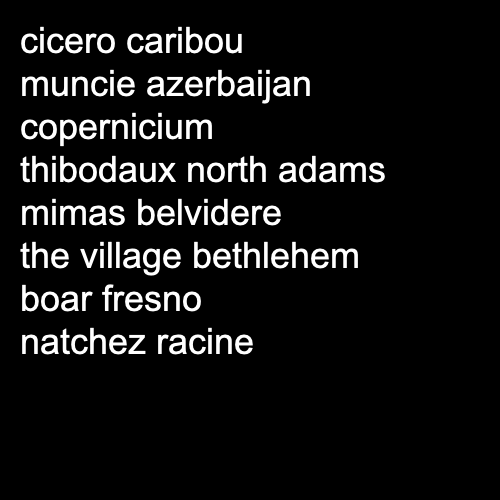 cicero caribou
muncie azerbaijan
copernicium
thibodaux north adams
mimas belvidere
the village bethlehem
boar fresno
natchez racine